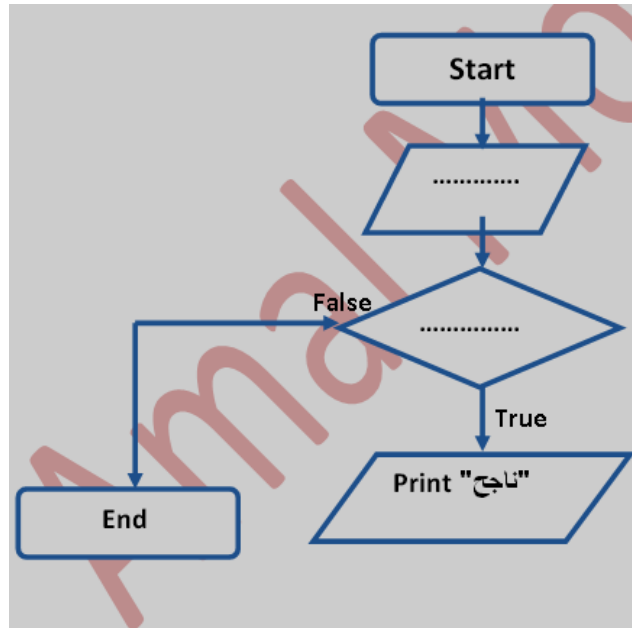 Start
.............
False
...............
True
Print "ناجح"
End
Amal Mo